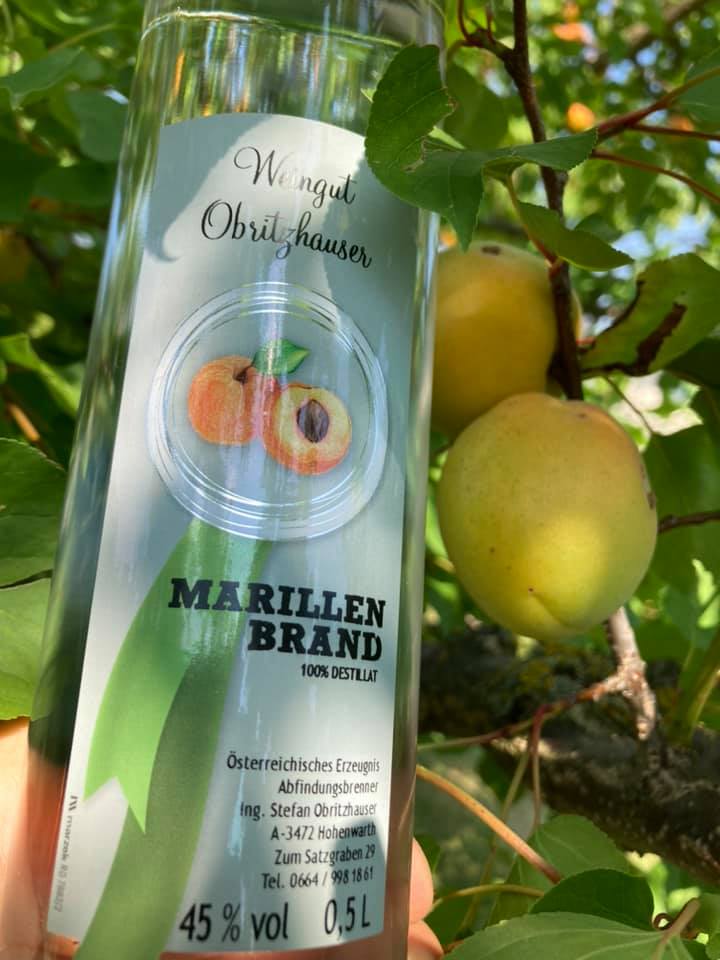 Weingut
Obritzhauser
MARILLEN
BRAND
100% DESTILLAT
Österreichisches Erzeugnis
Abfindungsbrenner
Ing. Stefan Obritzhauser
A-3472 Hohenwarth
Zum Satzgraben 29
Tel. 0664 / 998 18 61
45 % vol 0,5 L
marzek